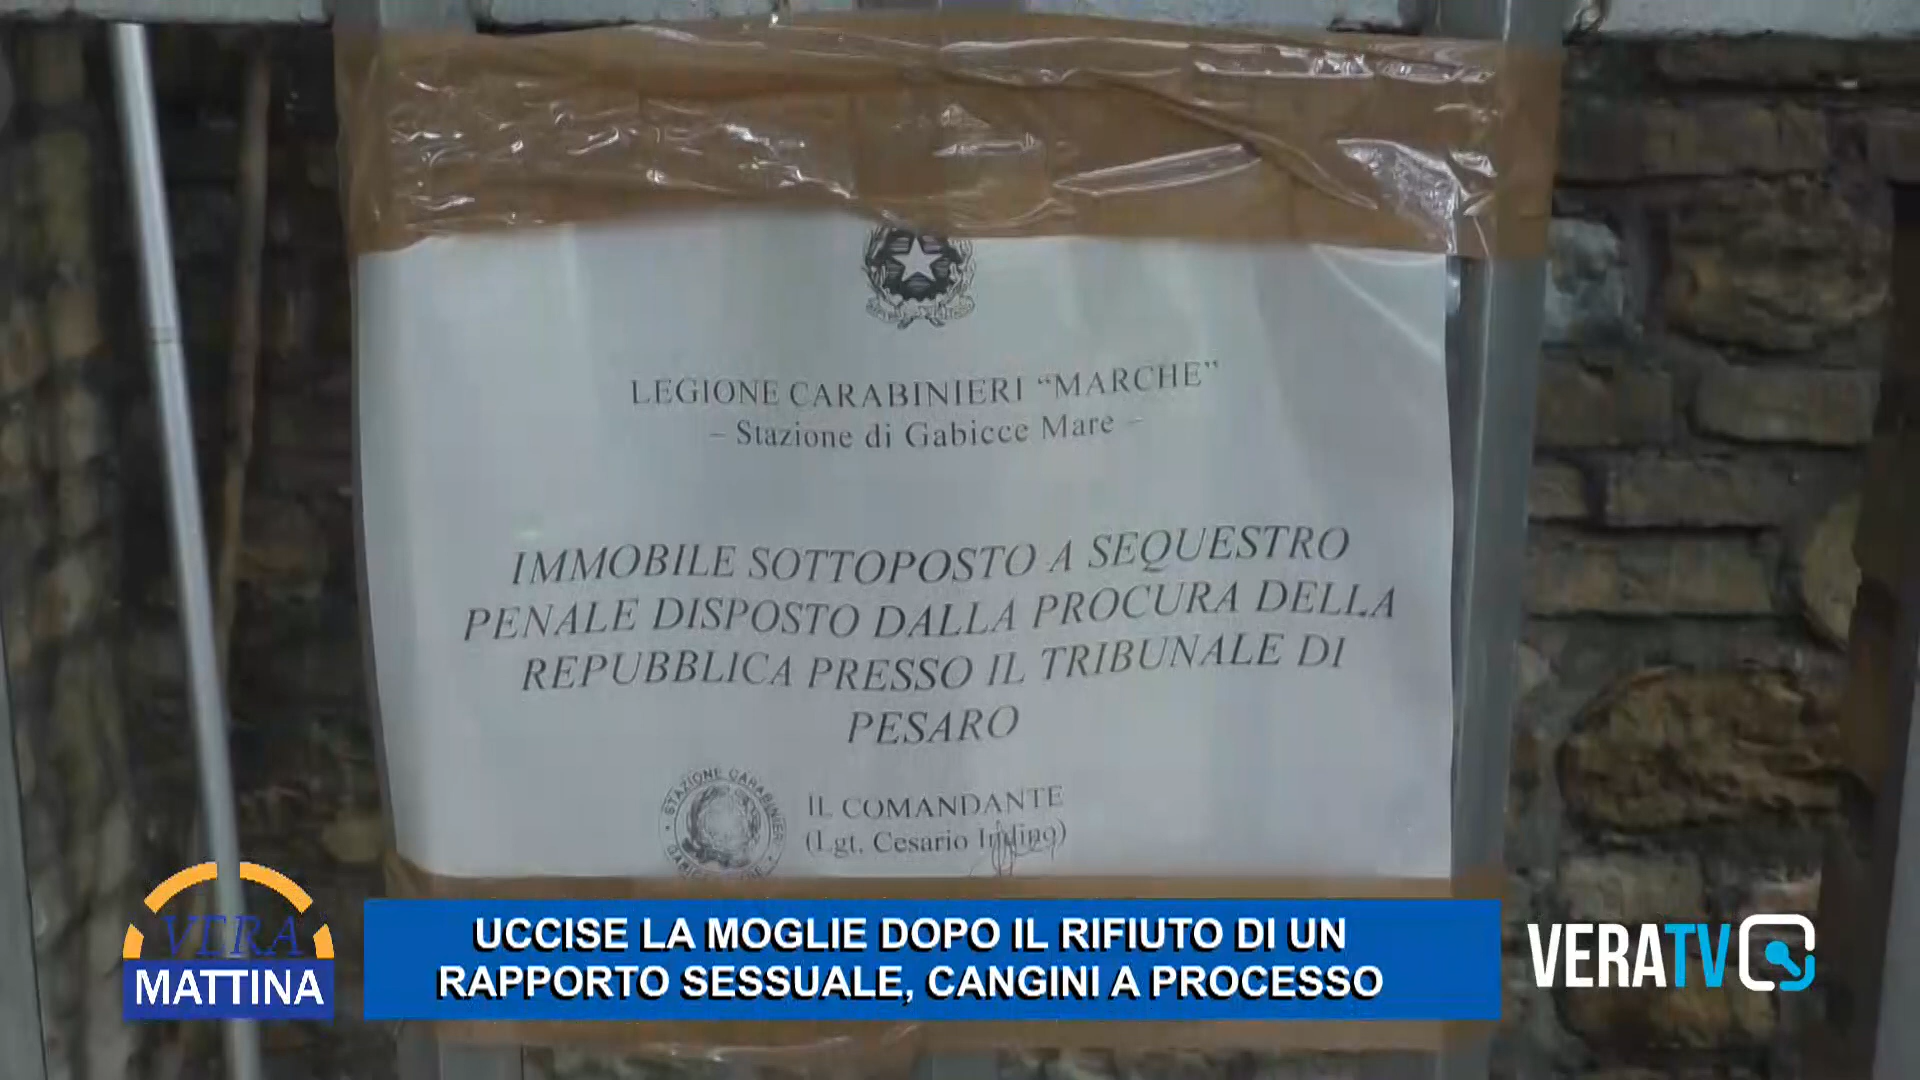 LEGIONE CARABINIERI “MARCHE”
– Stazione di Gabicce Mare –
IMMOBILE SOTTOPOSTO A SEQUESTRO
PENALE DISPOSTO DALLA PROCURA DELLA
REPUBBLICA PRESSO IL TRIBUNALE DI
PESARO
STAZIONE CARABINIERI
IL COMANDANTE
(Lgt. Cesario
VERA
MATTINA
UCCISE LA MOGLIE DOPO IL RIFIUTO DI UN
RAPPORTO SESSUALE, CANGINI A PROCESSO
VERATV